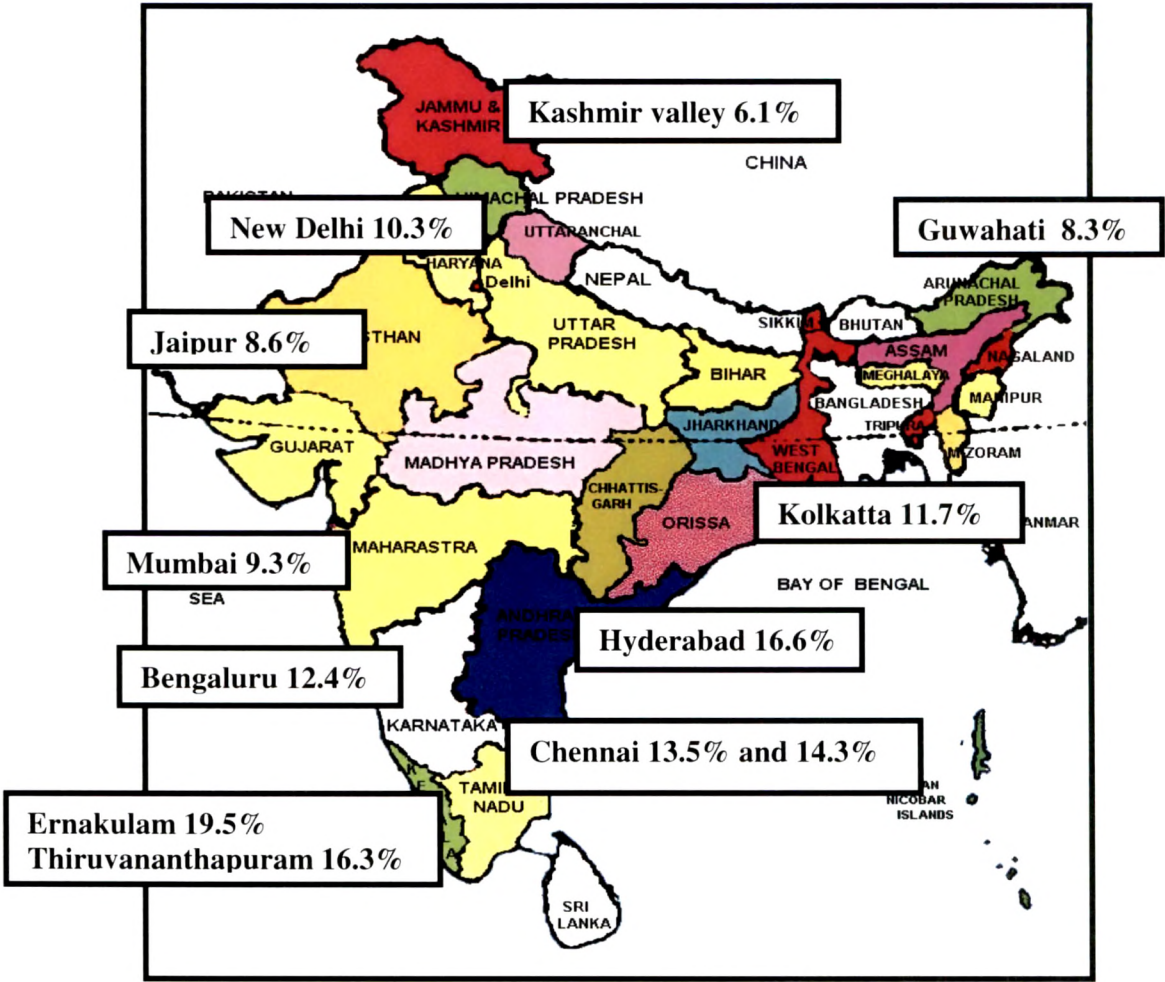 JAMMU &
KASHMIR
Kashmir valley 6.1%
CHINA
HIMACHAL PRADESH
New Delhi 10.3%
UTTARANCHAL
Guwahati 8.3%
HARYANA
Delhi
NEPAL
ARUNACHAL
PRADESH
SIKKIM
BHUTAN
Jaipur 8.6%
STHAN
UTTAR
PRADESH
ASSAM
NAGALAND
BIHAR
MEGHALAYA
MANIPUR
BANGLADESH
JHARKHAND
TRIPURA
GUJARAT
MIZORAM
MADHYA PRADESH
WEST
BENGAL
CHHATTIS-
GARH
Kolkatta 11.7%
ANMAR
ORISSA
MAHARASTRA
Mumbai 9.3%
SEA
BAY OF BENGAL
ANDHRA
PRADES
Hyderabad 16.6%
Bengaluru 12.4%
KARNATAKA
Chennai 13.5% and 14.3%
TAMIL
NADU
AN
NICOBAR
ISLANDS
Ernakulam 19.5%
Thiruvananthapuram 16.3%
SRI
LANKA